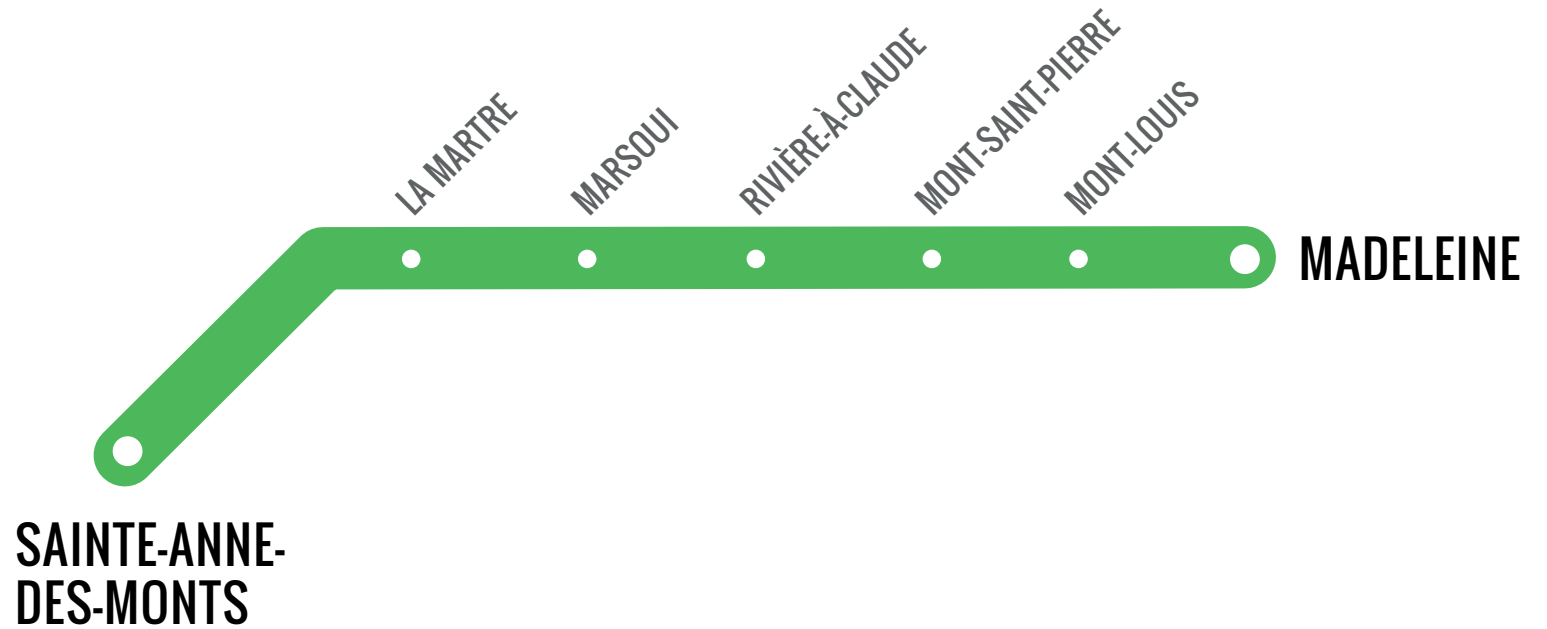 LA MARTRE
MARSOUI
RIVIÈRE-À-CLAUDE
MONT-SAINT-PIERRE
MONT-LOUIS
MADELEINE
SAINTE-ANNE-
DES-MONTS